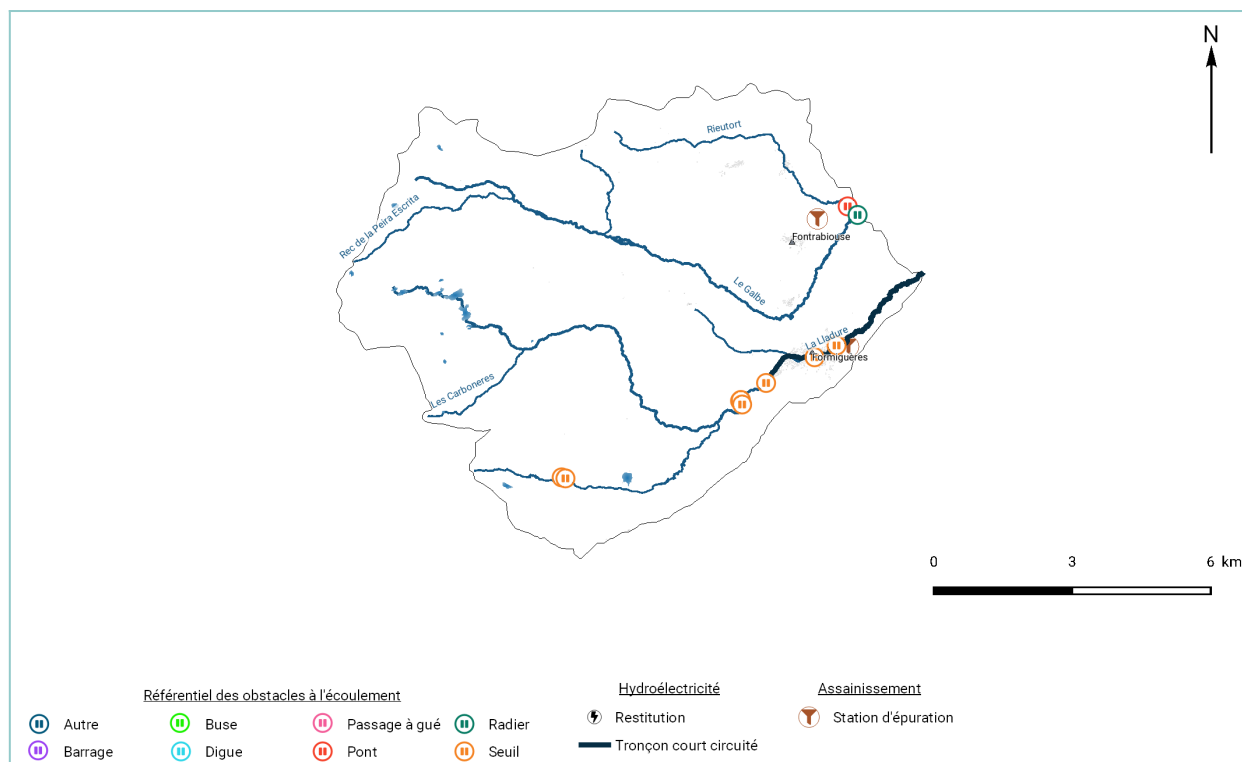 N
Rieutort
Rec de la Peira Escrita
Fontrabiouse
Le Galbe
La Lladure
Formiguères
Les Carboneres
0 3 6 km
Référentiel des obstacles à l'écoulement
Hydroélectricité
Assainissement
Autre
Buse
Passage à gué
Radier
Restitution
Station d'épuration
Barrage
Digue
Pont
Seuil
Tronçon court circuité